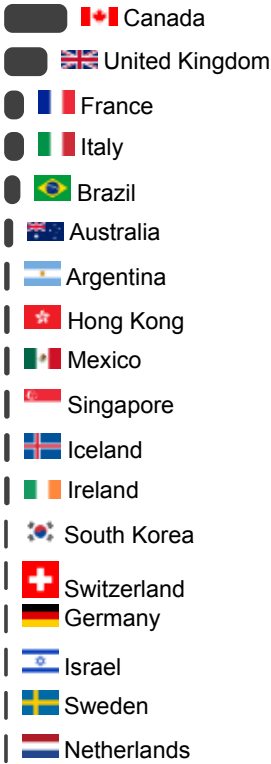 Canada
United Kingdom
France
Italy
Brazil
Australia
Argentina
Hong Kong
Mexico
Singapore
Iceland
Ireland
South Korea
Switzerland
Germany
Israel
Sweden
Netherlands